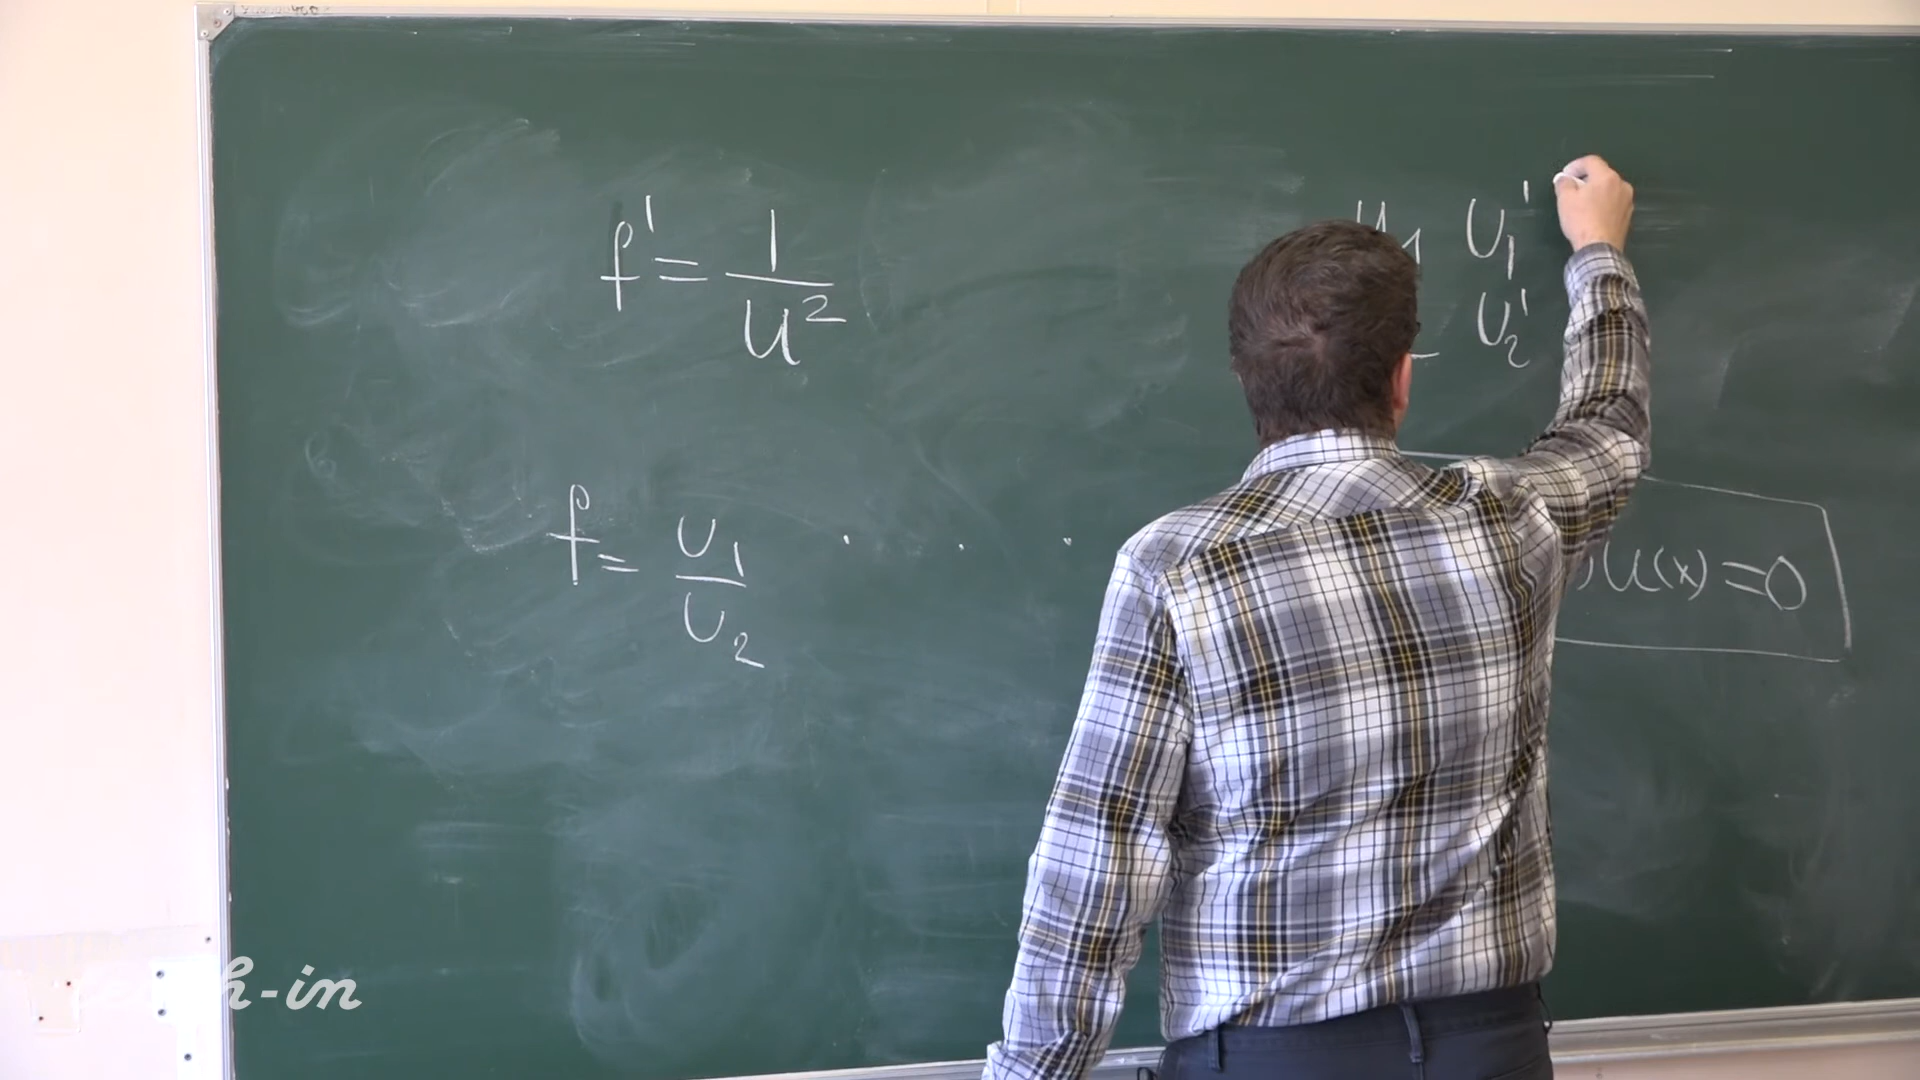 f' = 1/u²
u₁ u₁'
u₂'
f = u₁/u₂ . . .
u(x) = 0
h-in